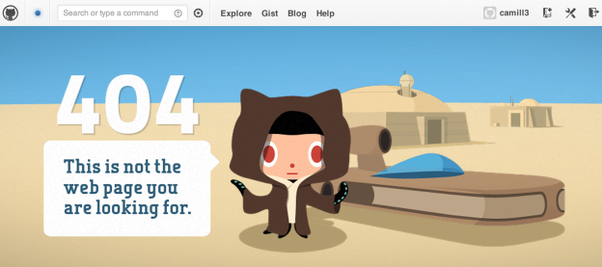 Search or type a command
Explore Gist Blog Help
camill3
404
This is not the
web page you
are looking for.